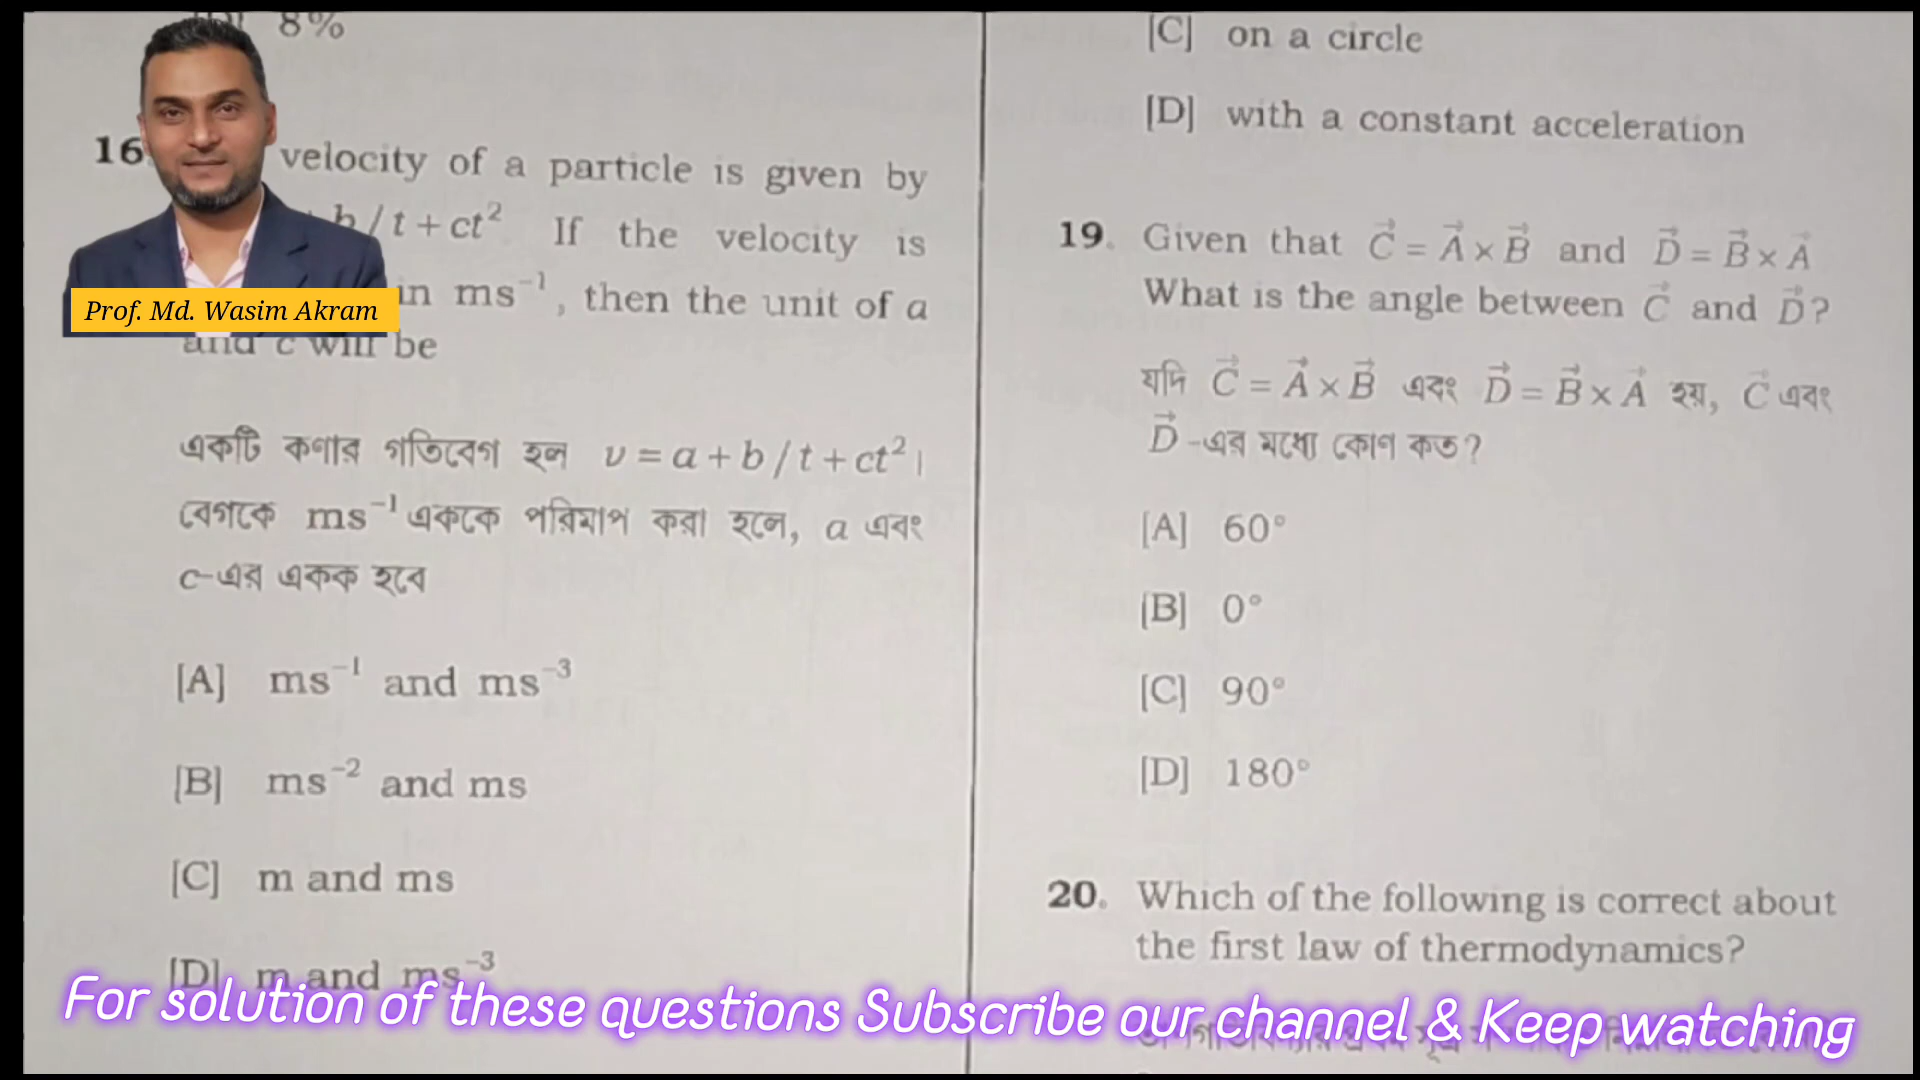 8%
16
velocity of a particle is given by
b / t + ct² If the velocity is
in ms⁻¹, then the unit of a
Prof. Md. Wasim Akram
and c will be
একটি কণার গতিবেগ হল v = a + b / t + ct²।
বেগকে ms⁻¹ এককে পরিমাপ করা হলে, a এবং
c-এর একক হবে
[A] ms⁻¹ and ms⁻³
[B] ms⁻² and ms
[C] m and ms
[D] m and ms⁻³
[C] on a circle
[D] with a constant acceleration
19. Given that C⃗ = A⃗ × B⃗ and D⃗ = B⃗ × A⃗
What is the angle between C⃗ and D⃗?
যদি C⃗ = A⃗ × B⃗ এবং D⃗ = B⃗ × A⃗ হয়, C⃗ এবং
D⃗-এর মধ্যে কোণ কত?
[A] 60°
[B] 0°
[C] 90°
[D] 180°
20. Which of the following is correct about
the first law of thermodynamics?
For solution of these questions Subscribe our channel & Keep watching